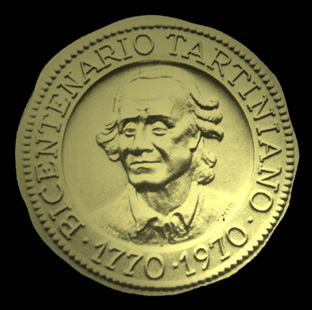 · BICENTENARIO TARTINIANO ·
1770 · 1970